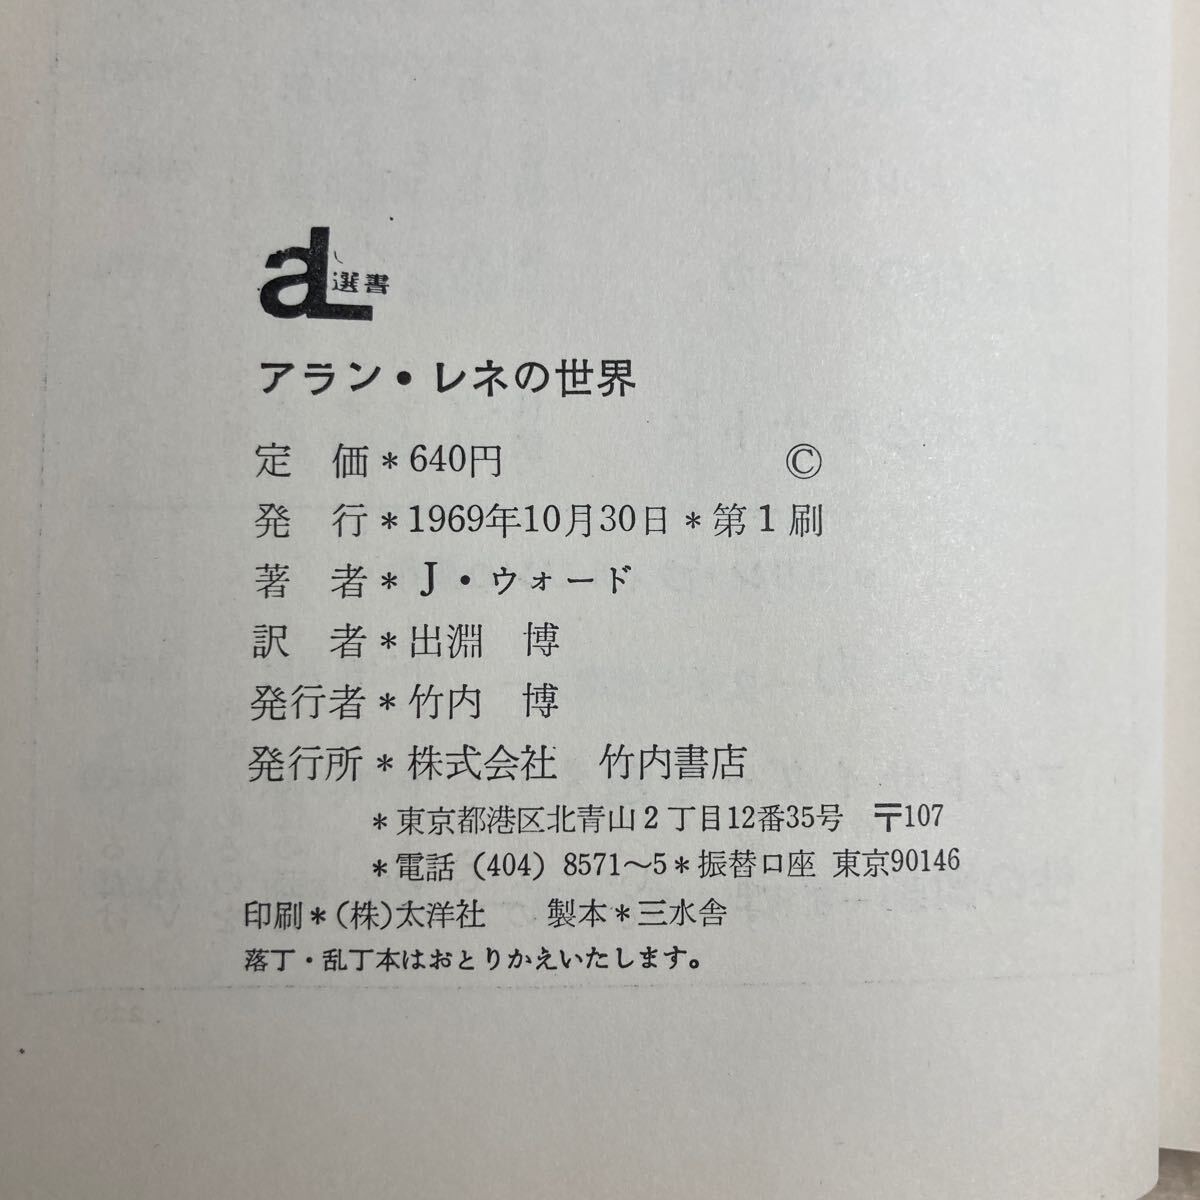 aL選書
アラン・レネの世界
定　価＊640円　©
発　行＊1969年10月30日＊第1刷
著　者＊J・ウォード
訳　者＊出淵　博
発行者＊竹内　博
発行所＊株式会社　竹内書店
＊東京都港区北青山2丁目12番35号　〒107
＊電話 (404) 8571〜5＊振替口座 東京90146
印刷＊(株)太洋社　製本＊三水舎
落丁・乱丁本はおとりかえいたします。